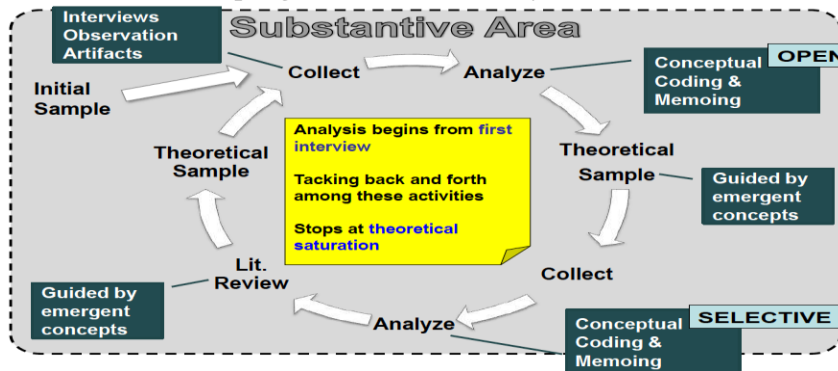 Substantive Area
Interviews
Observation
Artifacts
Initial
Sample
Collect
Analyze
OPEN
Conceptual
Coding &
Memoing
Theoretical
Sample
Guided by
emergent
concepts
Collect
SELECTIVE
Conceptual
Coding &
Memoing
Analyze
Lit.
Review
Guided by
emergent
concepts
Theoretical
Sample
Analysis begins from first
interview
Tacking back and forth
among these activities
Stops at theoretical
saturation